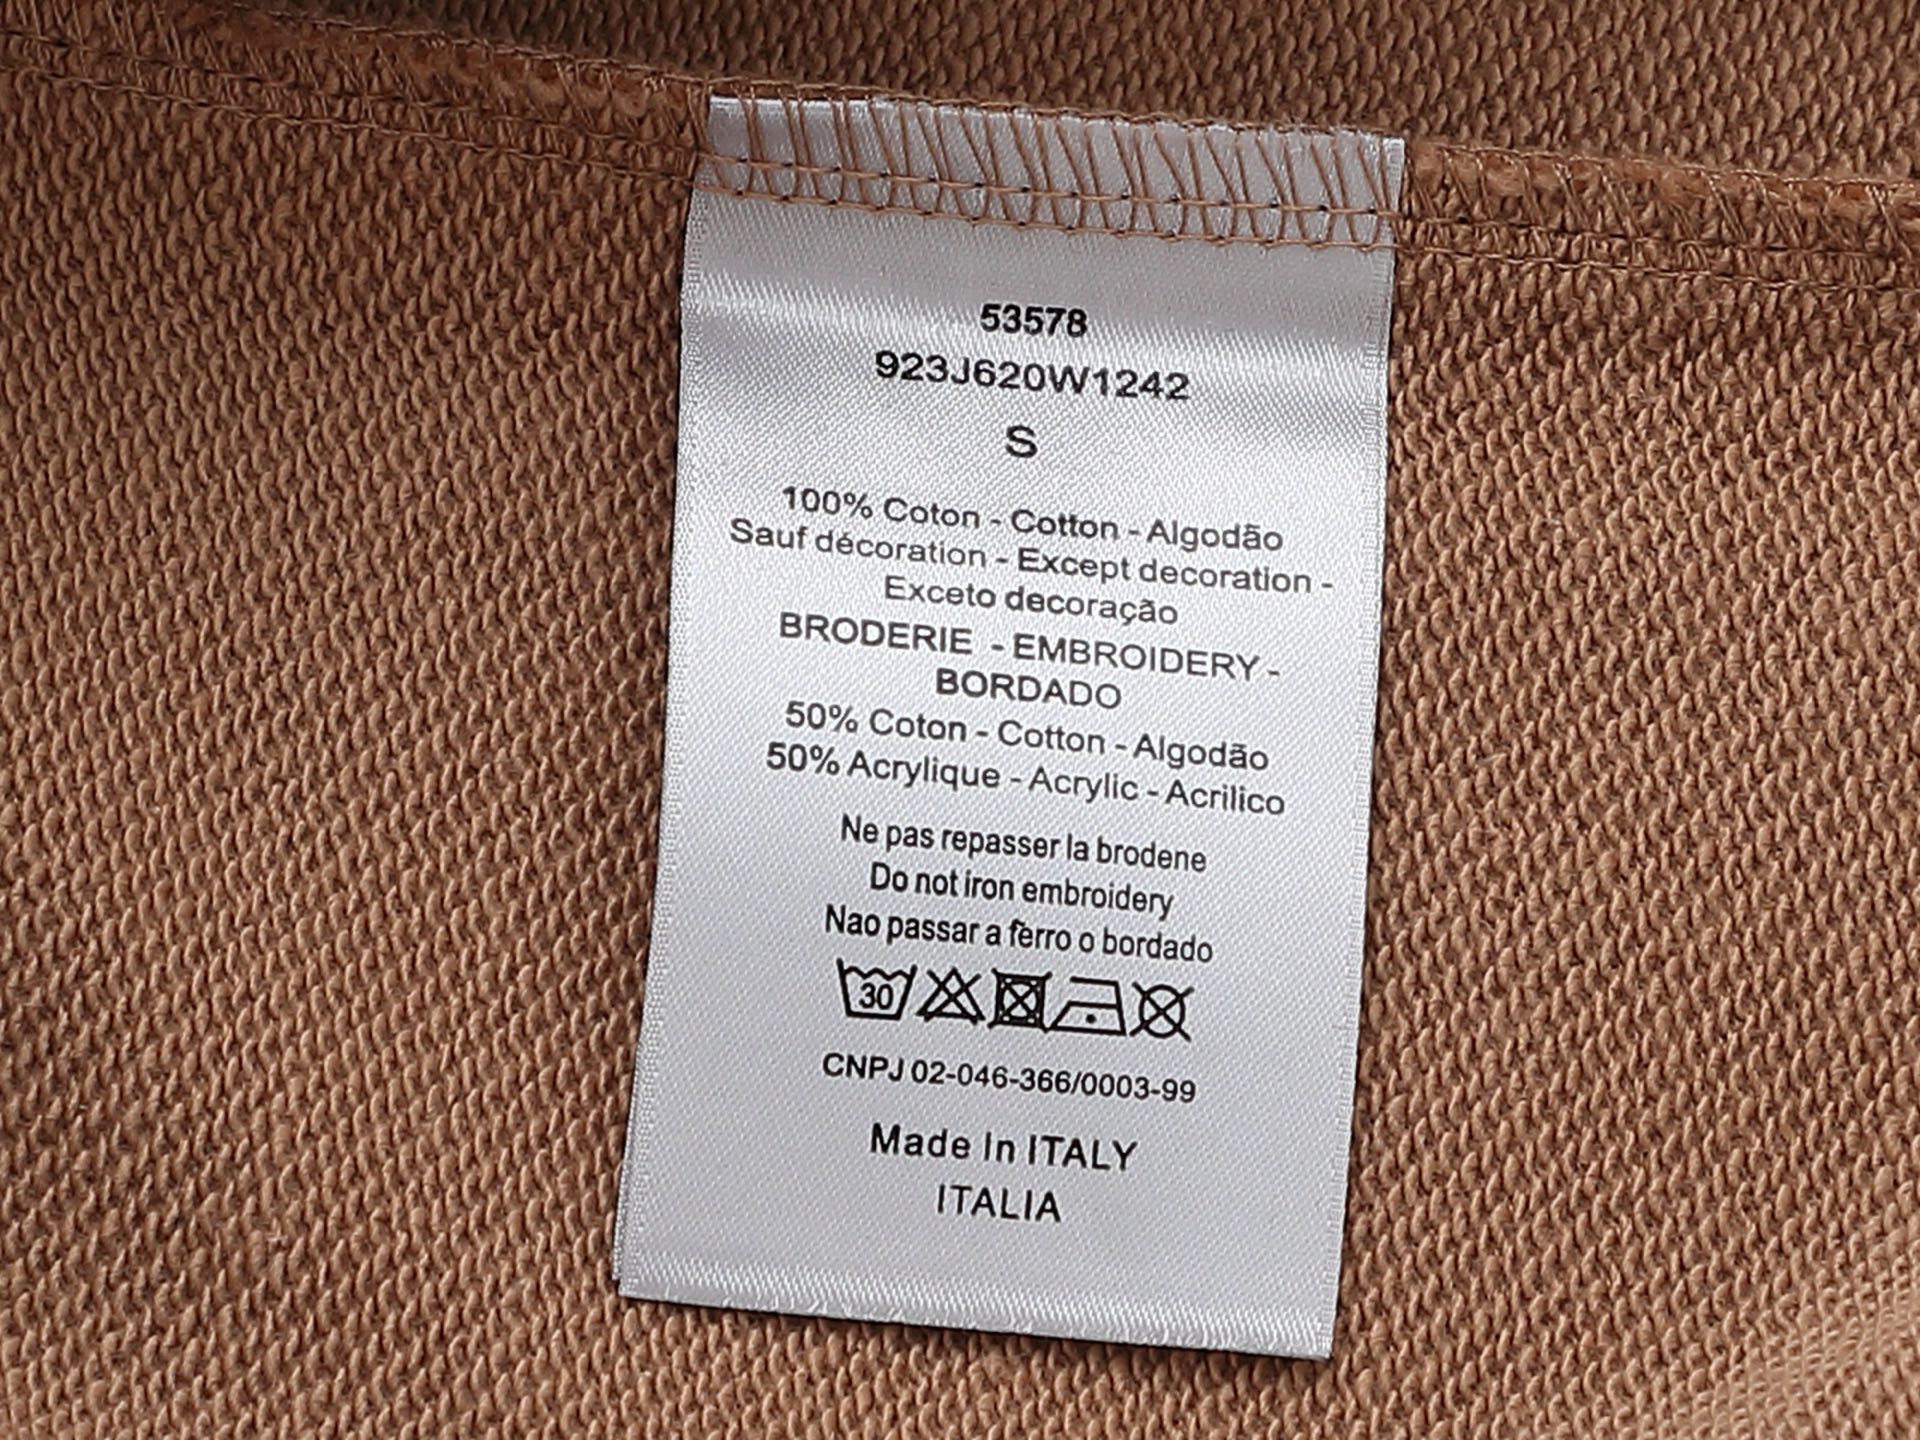 53578
923J620W1242
S
100% Coton - Cotton - Algodão
Sauf décoration - Except decoration -
Exceto decoração
BRODERIE - EMBROIDERY -
BORDADO
50% Coton - Cotton - Algodão
50% Acrylique - Acrylic - Acrilico
Ne pas repasser la brodene
Do not iron embroidery
Nao passar a ferro o bordado
30
CNPJ 02-046-366/0003-99
Made In ITALY
ITALIA